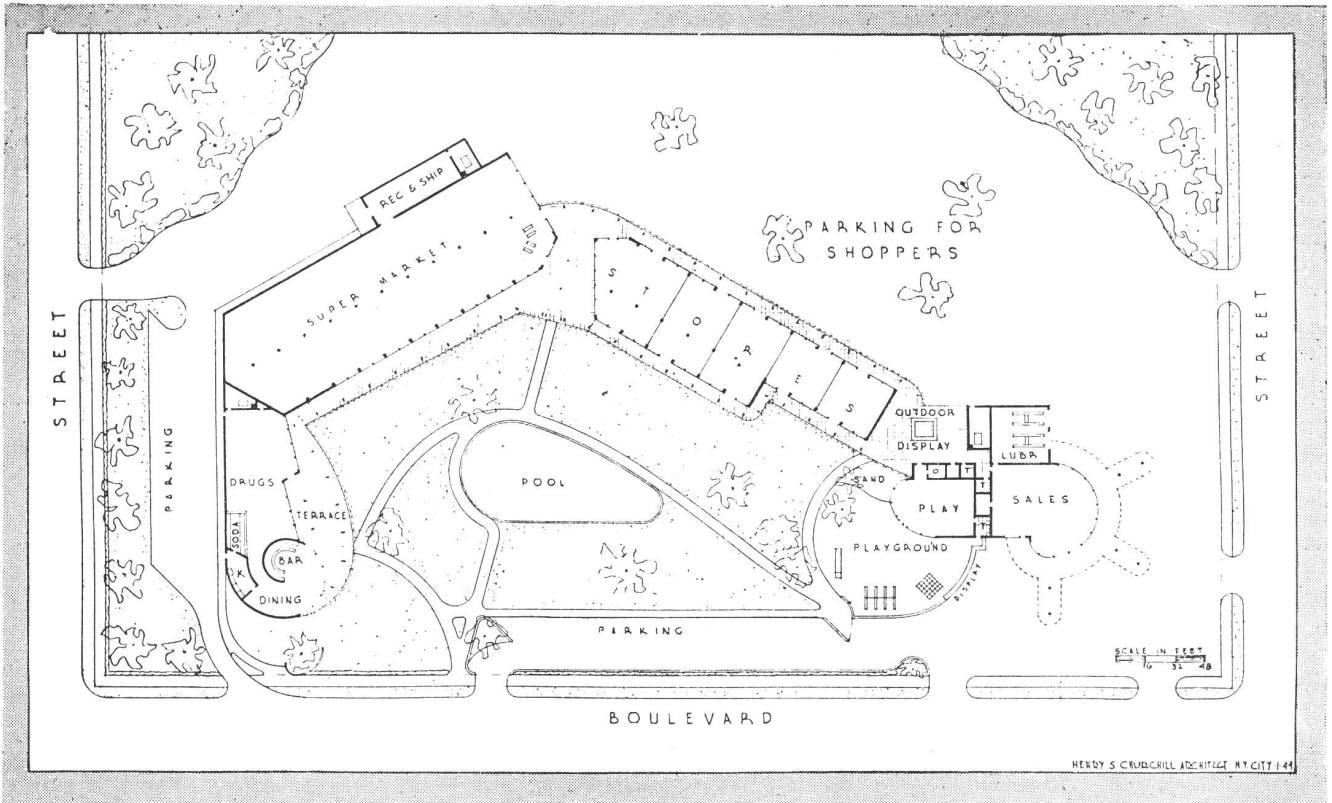 REC & SHIP
SUPER MARKET
PARKING FOR
SHOPPERS
STORES
STREET
STREET
PARKING
OUTDOOR
DISPLAY
LUBR
DRUGS
SODA
TERRACE
BAR
K
DINING
POOL
SAND
O
T
T
T
PLAY
SALES
PLAYGROUND
DISPLAY
PARKING
SCALE IN FEET
16 32 48
BOULEVARD
HENRY S CHURCHILL ARCHITECT N.Y. CITY 1-44